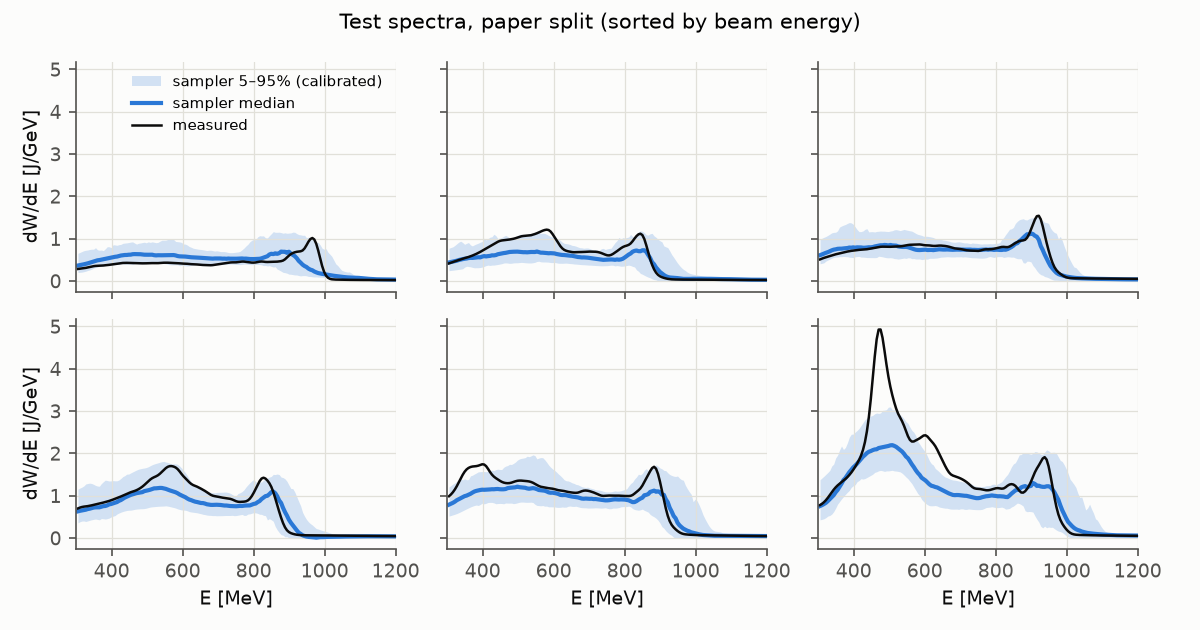 Test spectra, paper split (sorted by beam energy)
5
4
3
2
1
0
dW/dE [J/GeV]
sampler 5–95% (calibrated)
sampler median
measured
5
4
3
2
1
0
dW/dE [J/GeV]
400 600 800 1000 1200
E [MeV]
400 600 800 1000 1200
E [MeV]
400 600 800 1000 1200
E [MeV]